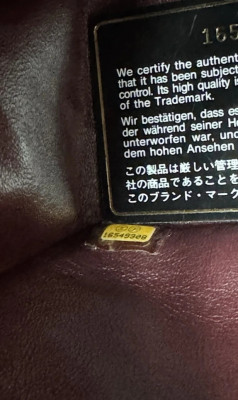 165
We certify the authent
that it has been subject
control. Its high quality i
of the Trademark.
Wir bestätigen, dass es
der während seiner He
unterworfen war, und
dem hohen Ansehen
この製品は厳しい管理
社の商品であることを
このブランド・マーク
16549908